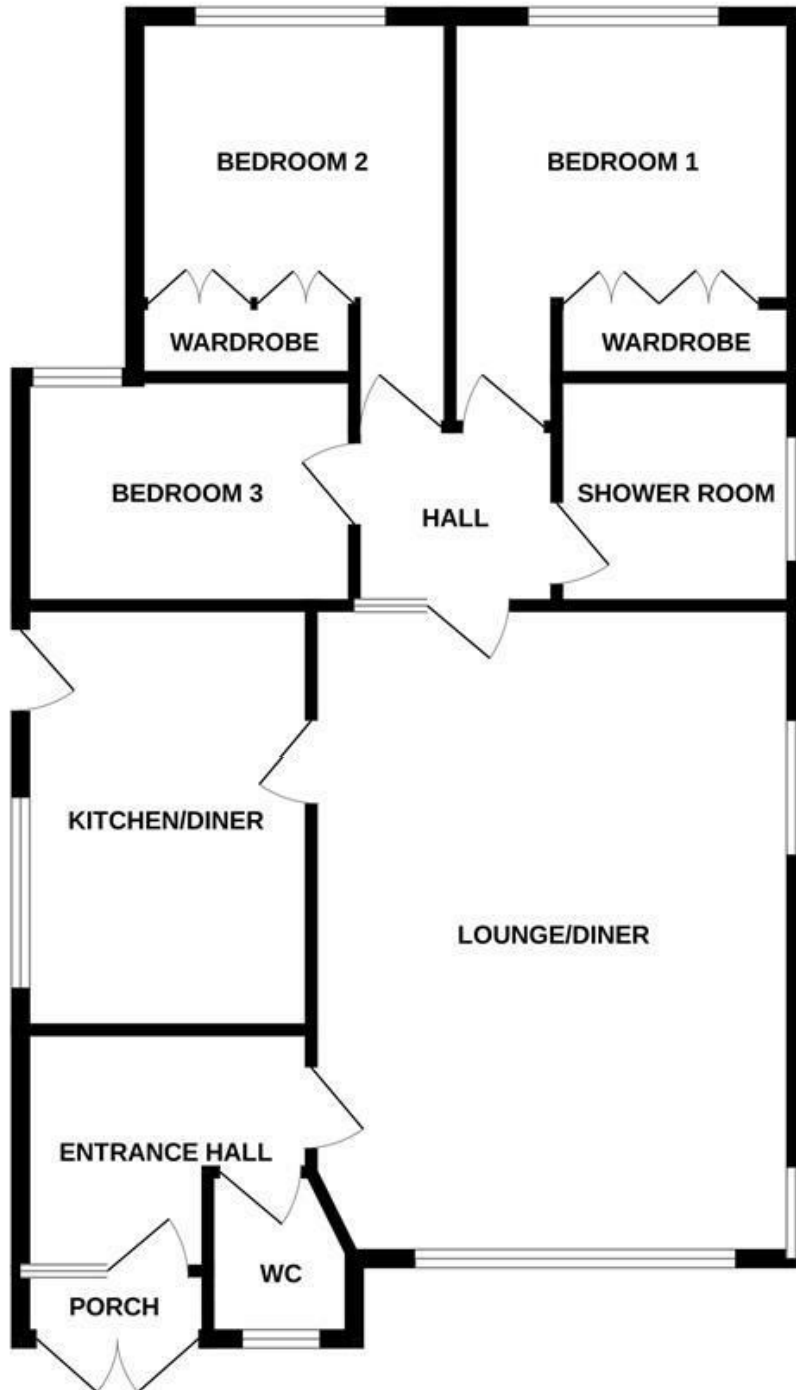 BEDROOM 2
BEDROOM 1
WARDROBE
WARDROBE
BEDROOM 3
SHOWER ROOM
HALL
KITCHEN/DINER
LOUNGE/DINER
ENTRANCE HALL
WC
PORCH